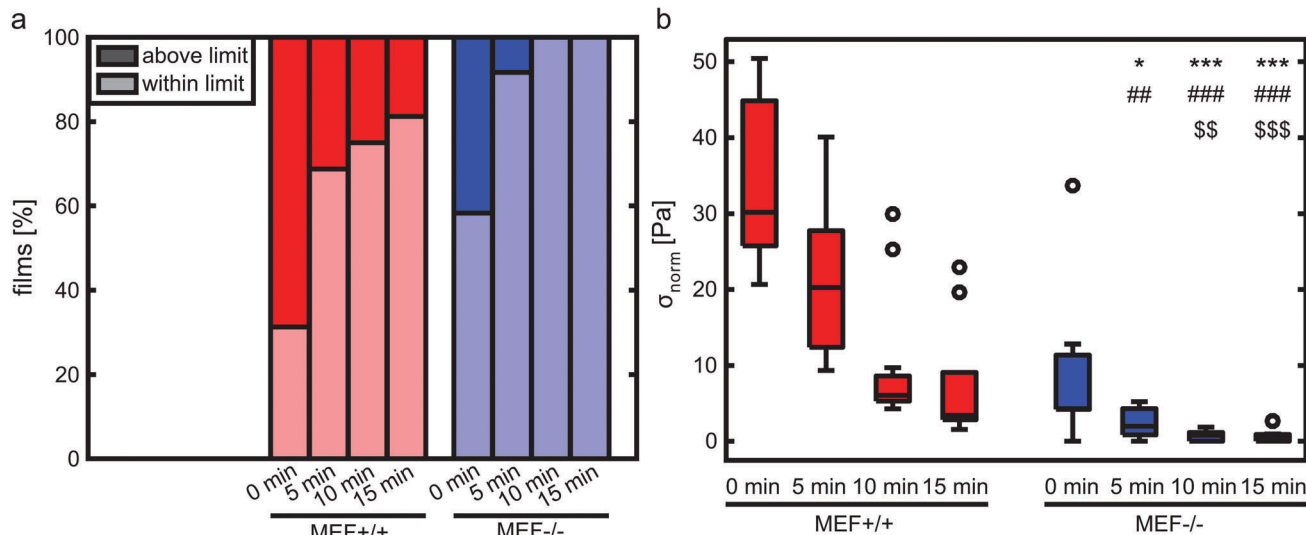 a
films [%]
100
80
60
40
20
0
above limit
within limit
0 min
5 min
10 min
15 min
0 min
5 min
10 min
15 min
MEF+/+
MEF-/-
b
σnorm [Pa]
50
40
30
20
10
0
* *** ***
## ### ###
$$ $$$
0 min 5 min 10 min 15 min 0 min 5 min 10 min 15 min
MEF+/+ MEF-/-